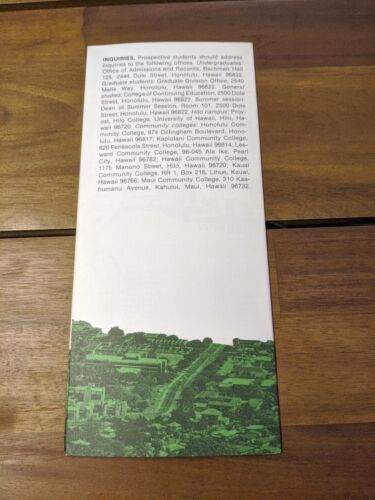 INQUIRIES. Prospective students should address
inquiries to the following offices. Undergraduates:
Office of Admissions and Records, Bachman Hall
125, 2444 Dole Street, Honolulu, Hawaii 96822.
Graduate students: Graduate Division Office, 2540
Maile Way, Honolulu, Hawaii 96822. General
studies: College of Continuing Education, 2500 Dole
Street, Honolulu, Hawaii 96822. Summer session:
Dean of Summer Session, Room 101, 2500 Dole
Street, Honolulu, Hawaii 96822. Hilo campus: Prov-
ost, Hilo College, University of Hawaii, Hilo, Ha-
waii 96720. Community colleges: Honolulu Com-
munity College, 874 Dillingham Boulevard, Hono-
lulu, Hawaii 96817; Kapiolani Community College,
620 Pensacola Street, Honolulu, Hawaii 96814; Lee-
ward Community College, 96-045 Ala Ike, Pearl
City, Hawaii 96782; Hawaii Community College,
1175 Manono Street, Hilo, Hawaii 96720; Kauai
Community College, RR 1, Box 216, Lihue, Kauai,
Hawaii 96766; Maui Community College, 310 Kaa-
humanu Avenue, Kahului, Maui, Hawaii 96732.